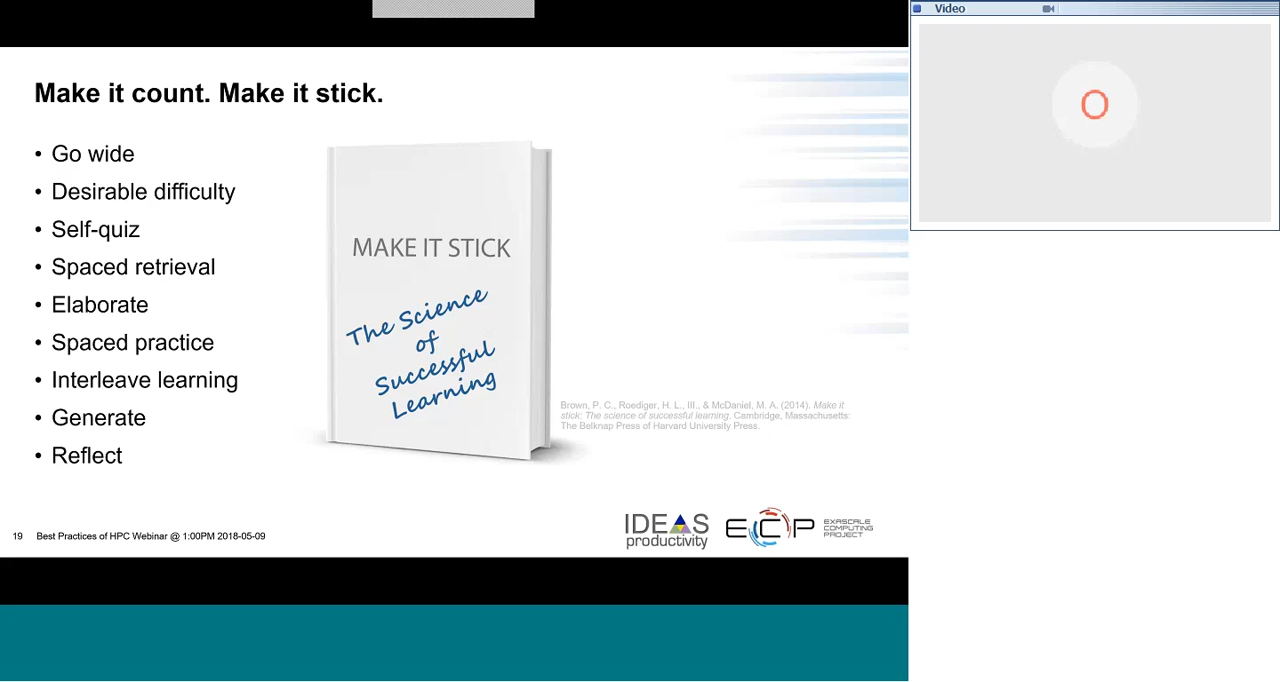 Video
O
Make it count. Make it stick.
• Go wide
• Desirable difficulty
• Self-quiz
• Spaced retrieval
• Elaborate
• Spaced practice
• Interleave learning
• Generate
• Reflect
MAKE IT STICK
The Science
of
Successful
Learning
Brown, P. C., Roediger, H. L., III., & McDaniel, M. A. (2014). Make it
stick; The science of successful learning. Cambridge, Massachusetts:
The Belknap Press of Harvard University Press.
19 Best Practices of HPC Webinar @ 1:00PM 2018-05-09
IDEAS
productivity
ECP
EXASCALE
COMPUTING
PROJECT